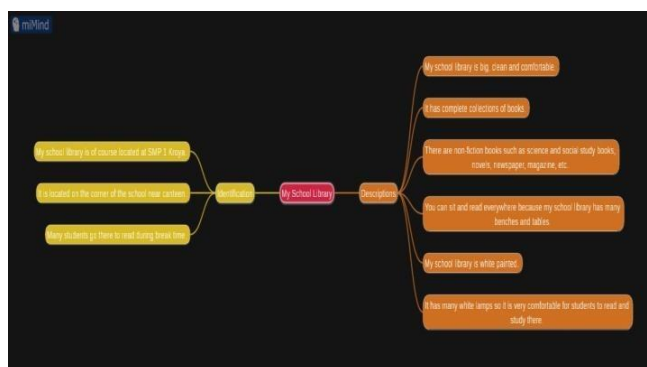 miMind
My School Library
Identification
My school library is of course located at SMP 1 Kroya.
It is located on the corner of the school near canteen.
Many students go there to read during break time.
Descriptions
My school library is big, clean and comfortable.
It has complete collections of books.
There are non-fiction books such as science and social study books,
novels, newspaper, magazine, etc.
You can sit and read everywhere because my school library has many
benches and tables.
My school library is white painted.
It has many white lamps so it is very comfortable for students to read and
study there.